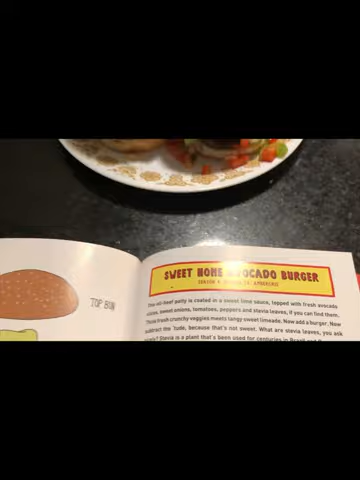 TOP BUN
SWEET HOME AVOCADO BURGER
This all-beef patty is coated in a sweet lime sauce, topped with fresh avocado
slices, sweet onions, tomatoes, peppers and stevia leaves, if you can find them.
These fresh crunchy veggies meets tangy sweet limeade. Now add a burger. Now
subtract the 'tude, because that's not sweet. What are stevia leaves, you ask
Stevia is a plant that's been used for centuries in Brazil and